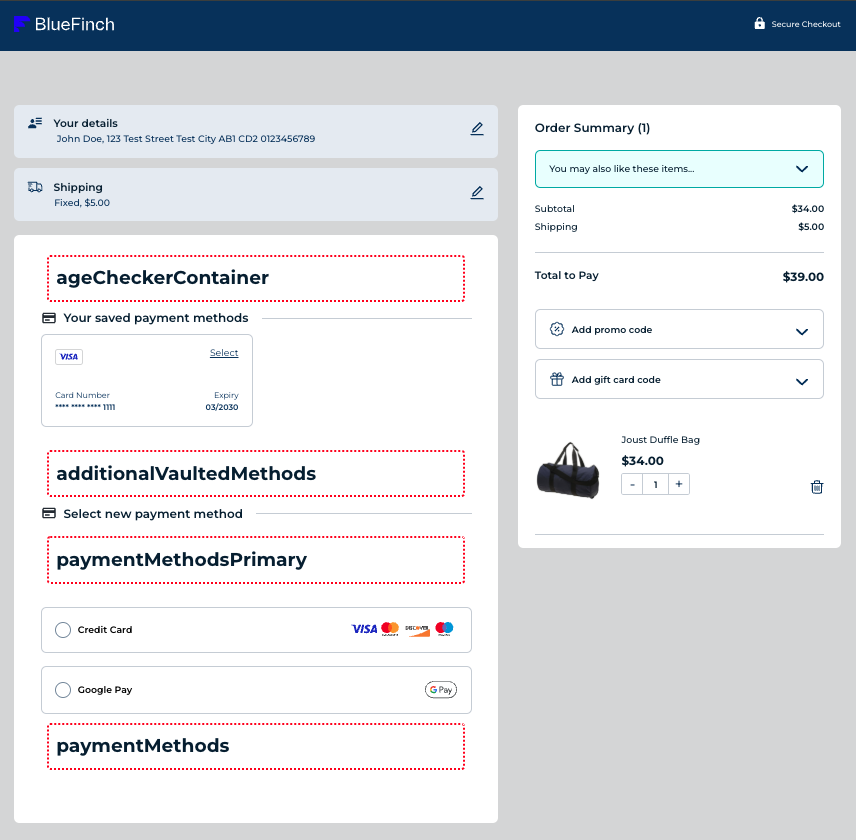 BlueFinch
Secure Checkout
Your details
John Doe, 123 Test Street Test City AB1 CD2 0123456789
Shipping
Fixed, $5.00
ageCheckerContainer
Your saved payment methods
VISA
Select
Card Number
Expiry
**** **** **** 1111
03/2030
additionalVaultedMethods
Select new payment method
paymentMethodsPrimary
Credit Card
VISA
DISCOVER
Google Pay
G Pay
paymentMethods
Order Summary (1)
You may also like these items...
Subtotal
$34.00
Shipping
$5.00
Total to Pay
$39.00
Add promo code
Add gift card code
Joust Duffle Bag
$34.00
- 1 +